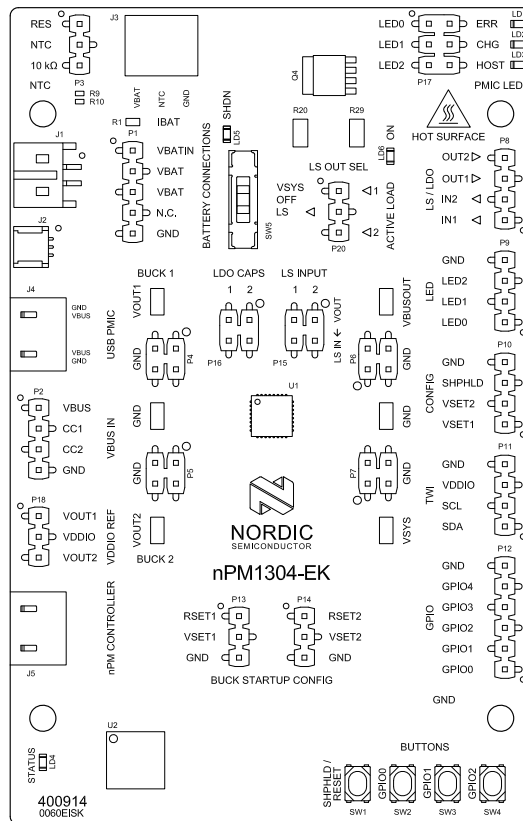 RES
NTC
10 kΩ
NTC
P3
R9
R10
J3
VBAT
NTC
GND
Q4
LED0
LED1
LED2
P17
ERR
CHG
HOST
LD
LD2
PMIC LED
HOT SURFACE
J1
R1
IBAT
P1
VBATIN
VBAT
VBAT
N.C.
GND
BATTERY CONNECTIONS
SHDN
LD5
SW5
R20
R29
LD6
ON
LS OUT SEL
VSYS
OFF
LS
1
2
P20
ACTIVE LOAD
P8
OUT2
OUT1
IN2
IN1
LS / LDO
J2
J4
GND
VBUS
VBUS
GND
USB PMIC
BUCK 1
VOUT1
GND
P4
LDO CAPS
1 2
P16
LS INPUT
1 2
P15
LS IN ← VOUT
VBUSOUT
P6
GND
P9
GND
LED2
LED1
LED0
LED
P2
VBUS
CC1
CC2
GND
VBUS IN
GND
GND
P5
U1
GND
GND
P7
P10
GND
SHPHLD
VSET2
VSET1
CONFIG
P18
VOUT1
VDDIO
VOUT2
VDDIO REF
VOUT2
BUCK 2
NORDIC
SEMICONDUCTOR
VSYS
P11
GND
VDDIO
SCL
SDA
TWI
nPM1304-EK
J5
nPM CONTROLLER
P13
RSET1
VSET1
GND
P14
RSET2
VSET2
GND
BUCK STARTUP CONFIG
P12
GND
GPIO4
GPIO3
GPIO2
GPIO1
GPIO0
GPIO
GND
U2
STATUS
LD4
400914
0060EISK
BUTTONS
SHPHLD /
RESET
SW1
GPIO0
SW2
GPIO1
SW3
GPIO2
SW4